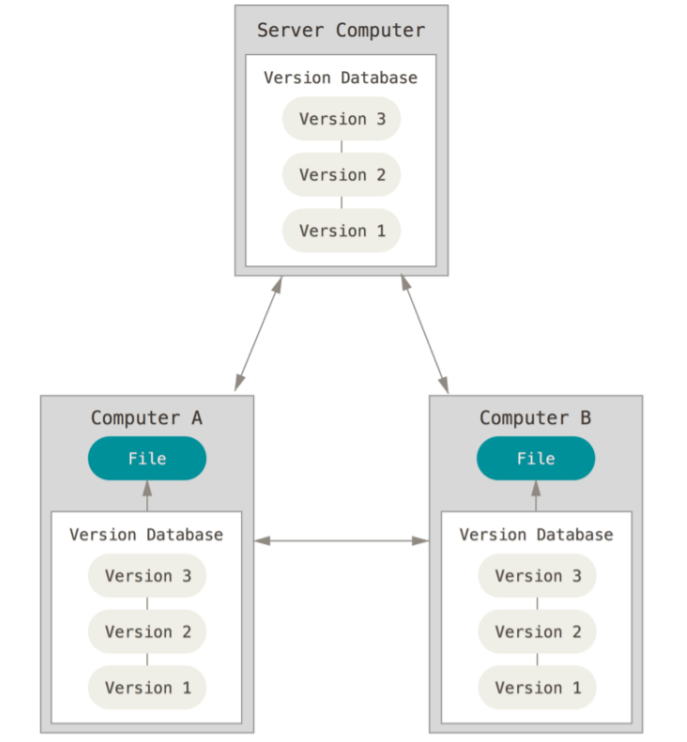 Server Computer
Version Database
Version 3
Version 2
Version 1
Computer A
File
Version Database
Version 3
Version 2
Version 1
Computer B
File
Version Database
Version 3
Version 2
Version 1